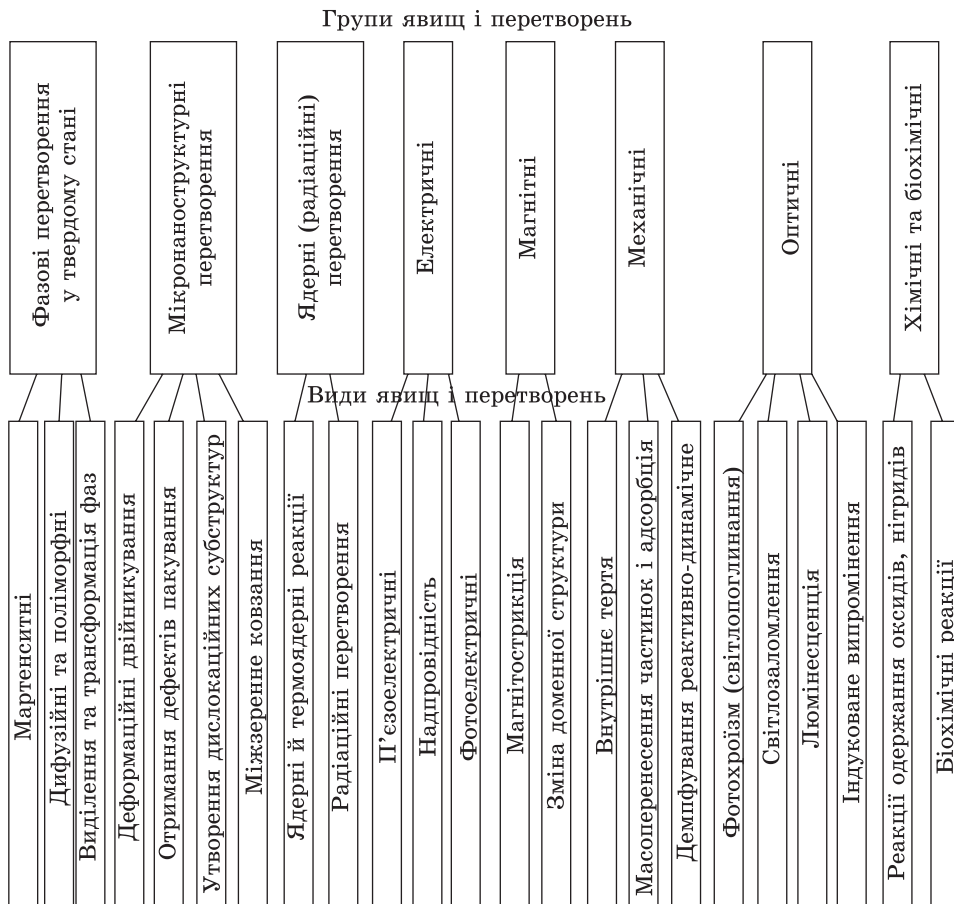 Групи явищ і перетворень
Фазові перетворення
у твердому стані
Мікронаноструктурні
перетворення
Ядерні (радіаційні)
перетворення
Електричні
Магнітні
Механічні
Оптичні
Хімічні та біохімічні
Види явищ і перетворень
Мартенситні
Дифузійні та поліморфні
Виділення та трансформація фаз
Деформаційні двійникування
Отримання дефектів пакування
Утворення дислокаційних субструктур
Міжзеренне ковзання
Ядерні й термоядерні реакції
Радіаційні перетворення
П'єзоелектричні
Надпровідність
Фотоелектричні
Магнітострикція
Зміна доменної структури
Внутрішнє тертя
Масоперенесення частинок і адсорбція
Демпфування реактивно-динамічне
Фотохроїзм (світлопоглинання)
Світлозаломлення
Люмінесценція
Індуковане випромінення
Реакції одержання оксидів, нітридів
Біохімічні реакції